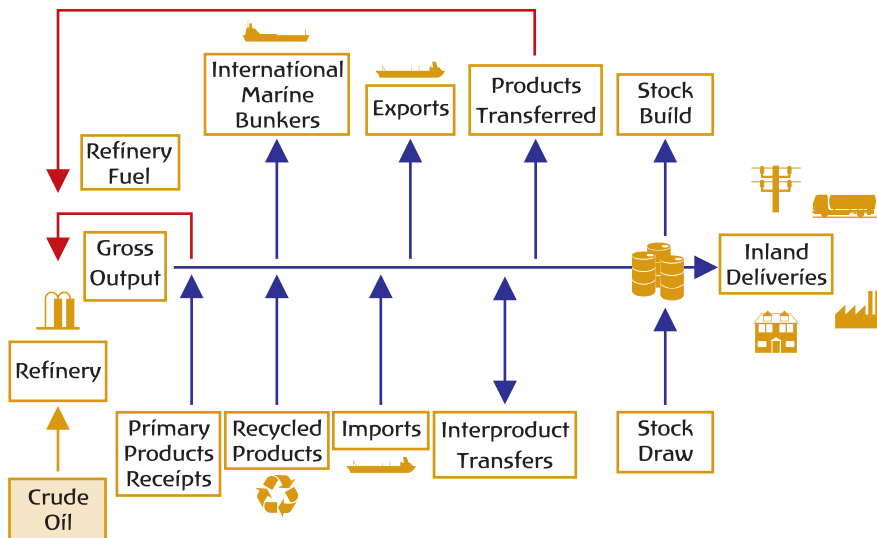 International
Marine
Bunkers
Exports
Products
Transferred
Stock
Build
Refinery
Fuel
Gross
Output
Inland
Deliveries
Refinery
Primary
Products
Receipts
Recycled
Products
Imports
Interproduct
Transfers
Stock
Draw
Crude
Oil